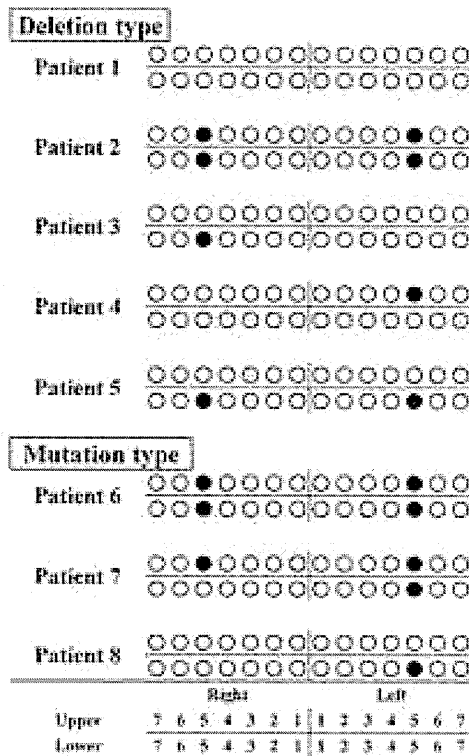 Deletion type
Patient 1
Patient 2
Patient 3
Patient 4
Patient 5
Mutation type
Patient 6
Patient 7
Patient 8
Right Left
Upper 7 6 5 4 3 2 1 1 2 3 4 5 6 7
Lower 7 6 5 4 3 2 1 1 2 3 4 5 6 7